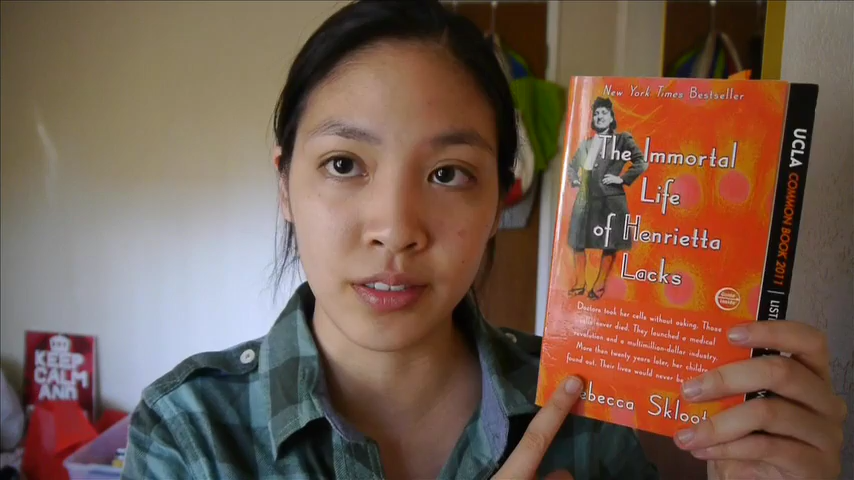 New York Times Bestseller
The Immortal
Life
of Henrietta
Lacks
Doctors took her cells without asking. Those
never died. They launched a medical
revolution and a multimillion-dollar industry.
More than twenty years later, her children
found out. Their lives would never be
Rebecca Skloot
UCLA COMMON BOOK 2011 |
KEEP
CALM
AND